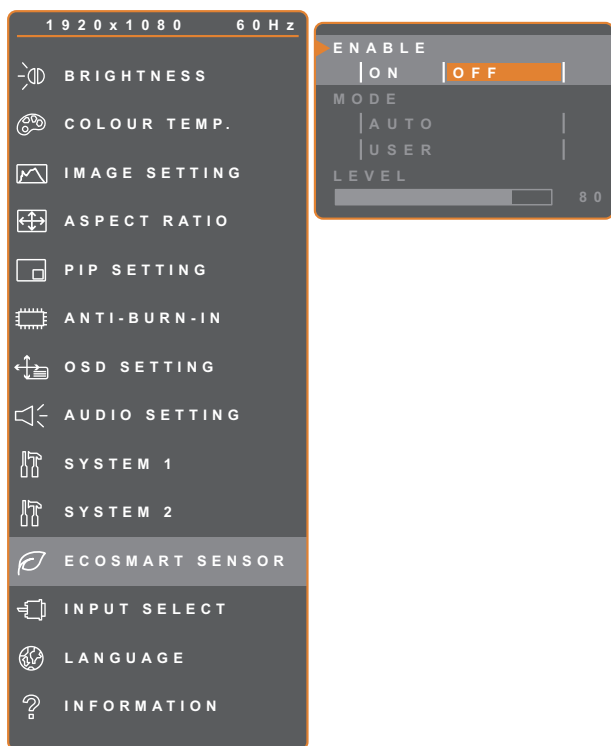 1920x1080 60Hz
BRIGHTNESS
COLOUR TEMP.
IMAGE SETTING
ASPECT RATIO
PIP SETTING
ANTI-BURN-IN
OSD SETTING
AUDIO SETTING
SYSTEM 1
SYSTEM 2
ECOSMART SENSOR
INPUT SELECT
LANGUAGE
INFORMATION
ENABLE
ON OFF
MODE
AUTO
USER
LEVEL
80